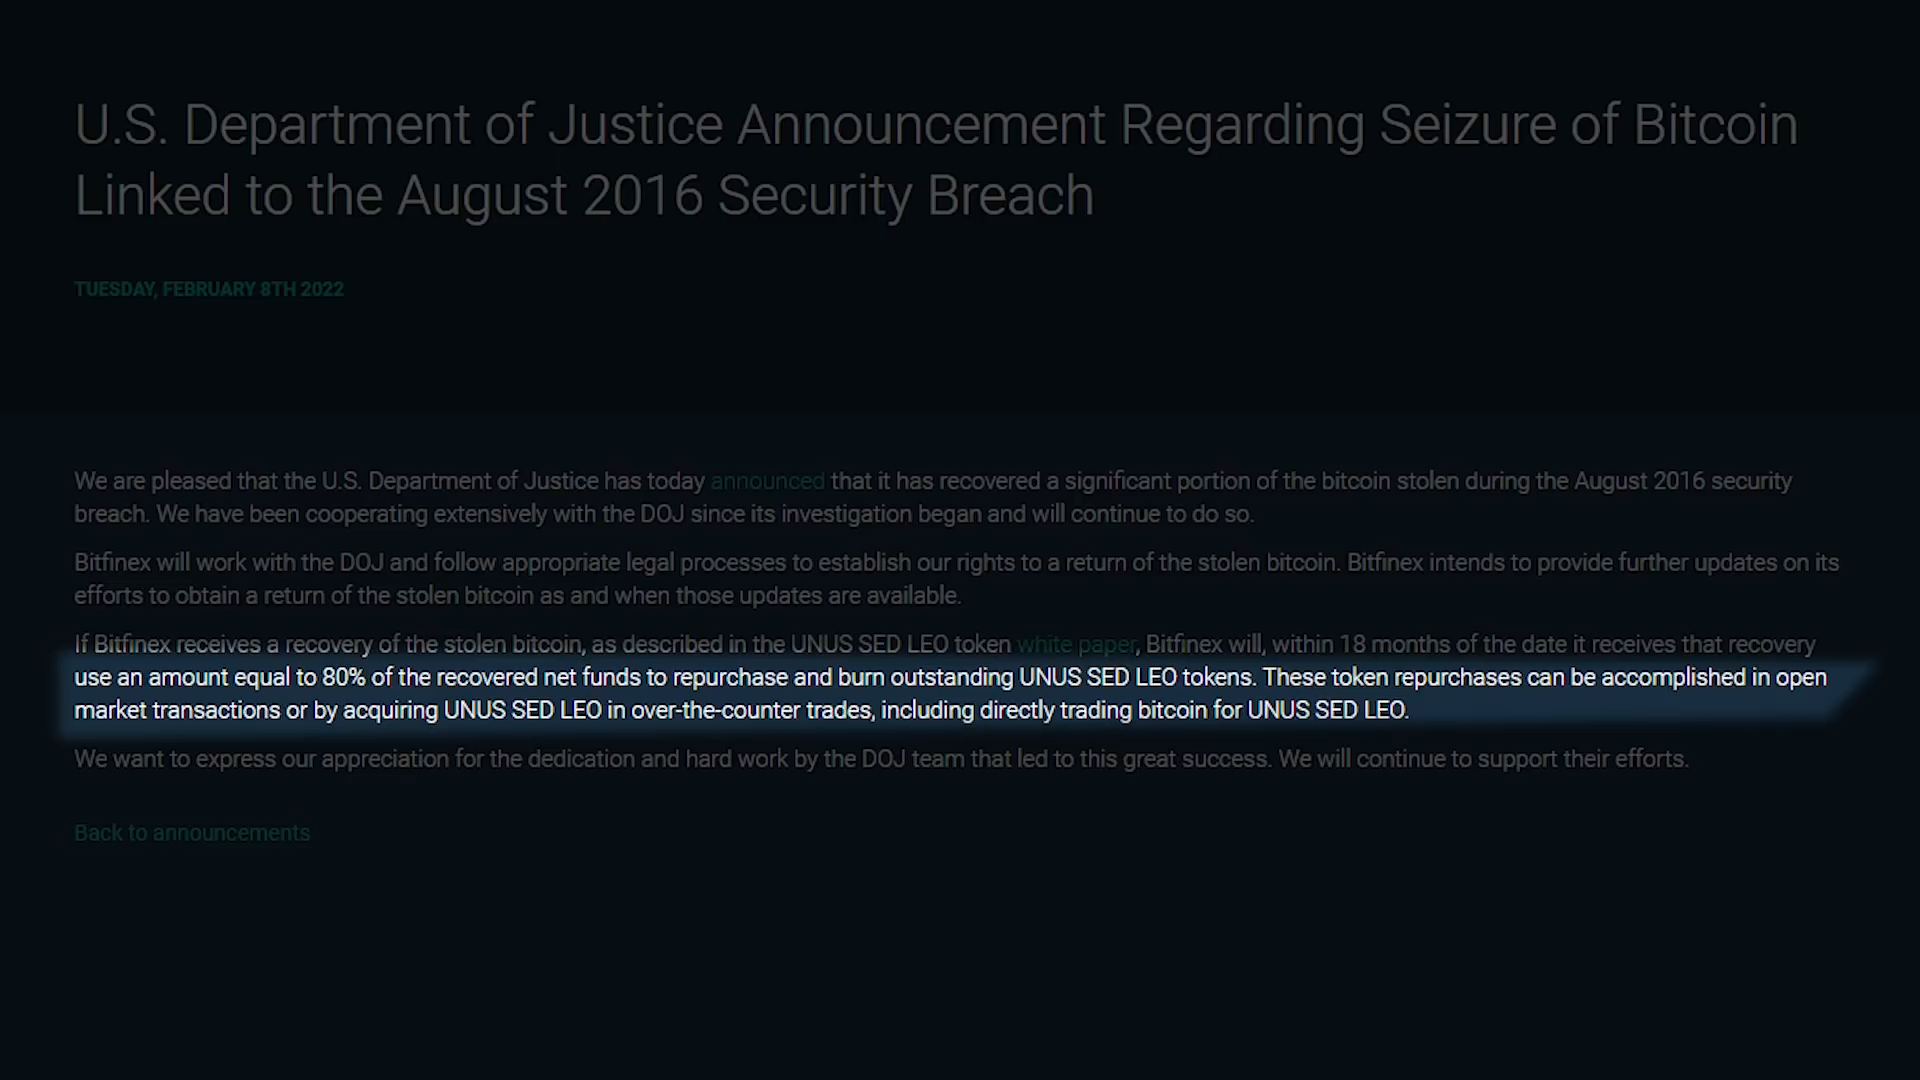 U.S. Department of Justice Announcement Regarding Seizure of Bitcoin
Linked to the August 2016 Security Breach
TUESDAY, FEBRUARY 8TH 2022
We are pleased that the U.S. Department of Justice has today announced that it has recovered a significant portion of the bitcoin stolen during the August 2016 security
breach. We have been cooperating extensively with the DOJ since its investigation began and will continue to do so.
Bitfinex will work with the DOJ and follow appropriate legal processes to establish our rights to a return of the stolen bitcoin. Bitfinex intends to provide further updates on its
efforts to obtain a return of the stolen bitcoin as and when those updates are available.
If Bitfinex receives a recovery of the stolen bitcoin, as described in the UNUS SED LEO token white paper, Bitfinex will, within 18 months of the date it receives that recovery
use an amount equal to 80% of the recovered net funds to repurchase and burn outstanding UNUS SED LEO tokens. These token repurchases can be accomplished in open
market transactions or by acquiring UNUS SED LEO in over-the-counter trades, including directly trading bitcoin for UNUS SED LEO.
We want to express our appreciation for the dedication and hard work by the DOJ team that led to this great success. We will continue to support their efforts.
Back to announcements